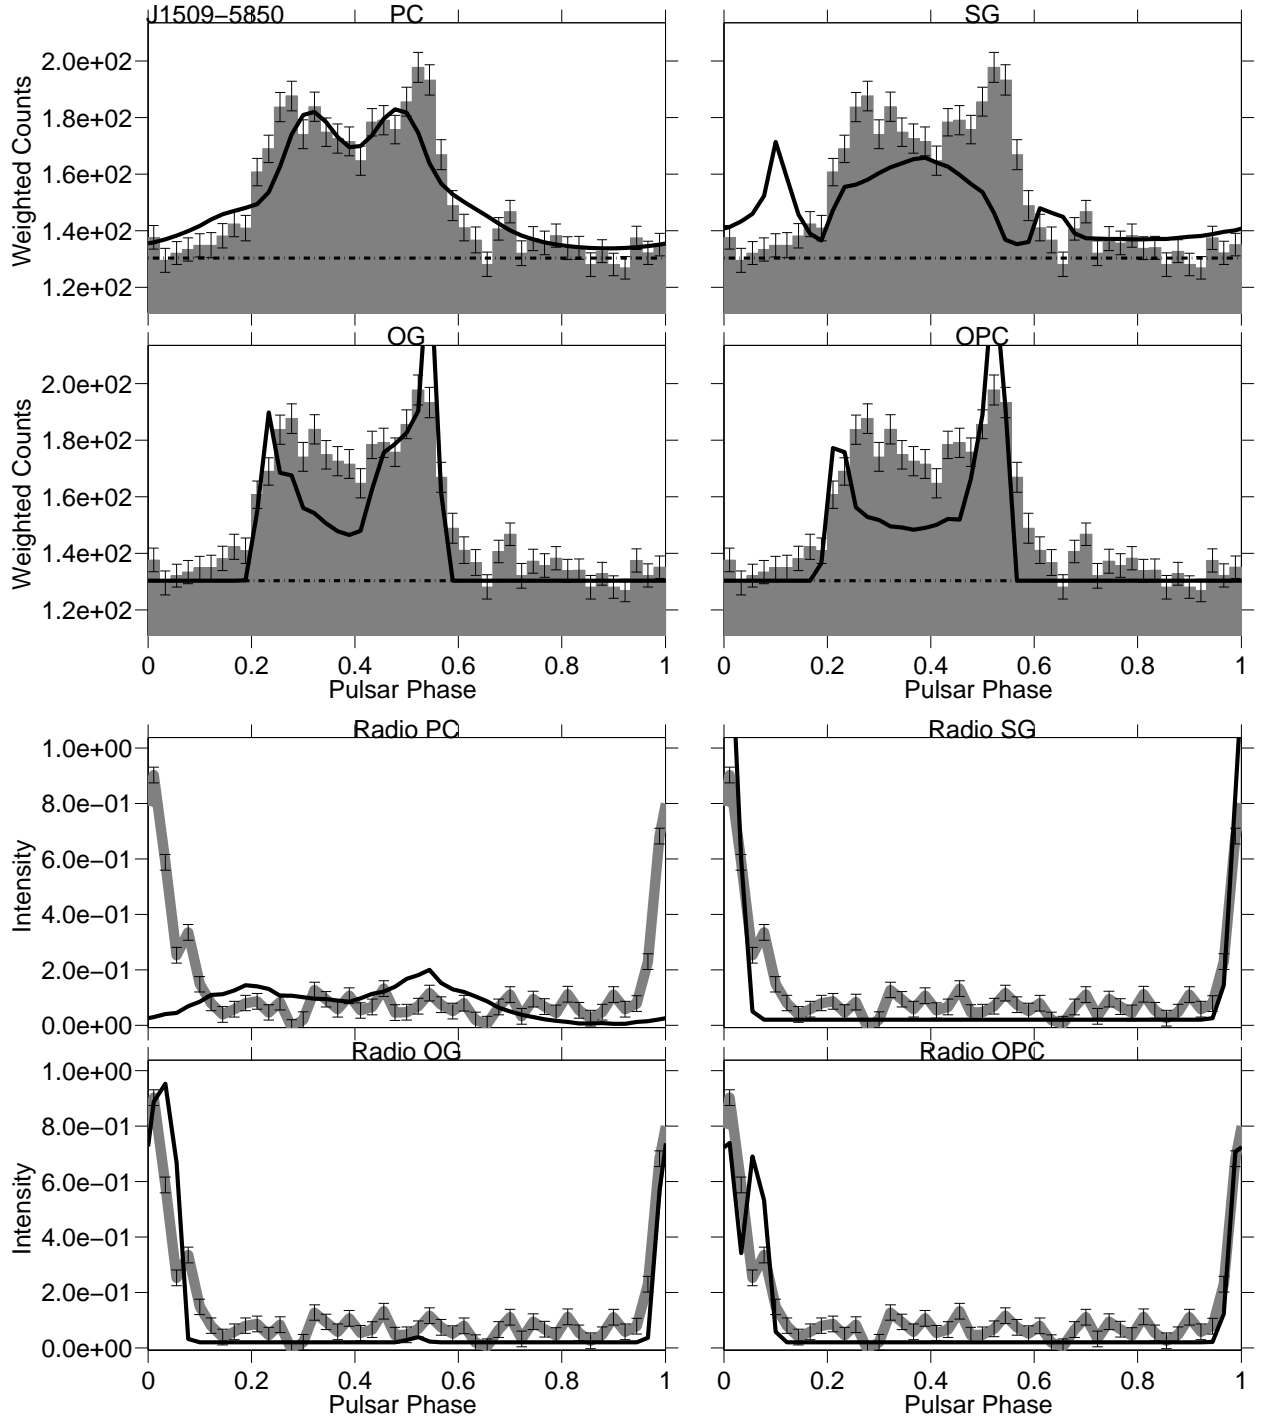 J1509−5850 PC SG
2.0e+02
1.8e+02
1.6e+02
1.4e+02
1.2e+02
Weighted Counts
OG OPC
2.0e+02
1.8e+02
1.6e+02
1.4e+02
1.2e+02
Weighted Counts
0 0.2 0.4 0.6 0.8 1 0 0.2 0.4 0.6 0.8 1
Pulsar Phase Pulsar Phase
Radio PC Radio SG
1.0e+00
8.0e−01
6.0e−01
4.0e−01
2.0e−01
0.0e+00
Intensity
Radio OG Radio OPC
1.0e+00
8.0e−01
6.0e−01
4.0e−01
2.0e−01
0.0e+00
Intensity
0 0.2 0.4 0.6 0.8 1 0 0.2 0.4 0.6 0.8 1
Pulsar Phase Pulsar Phase